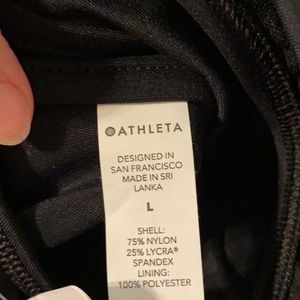 ATHLETA
DESIGNED IN
SAN FRANCISCO
MADE IN SRI
LANKA
L
SHELL:
75% NYLON
25% LYCRA®
SPANDEX
LINING:
100% POLYESTER